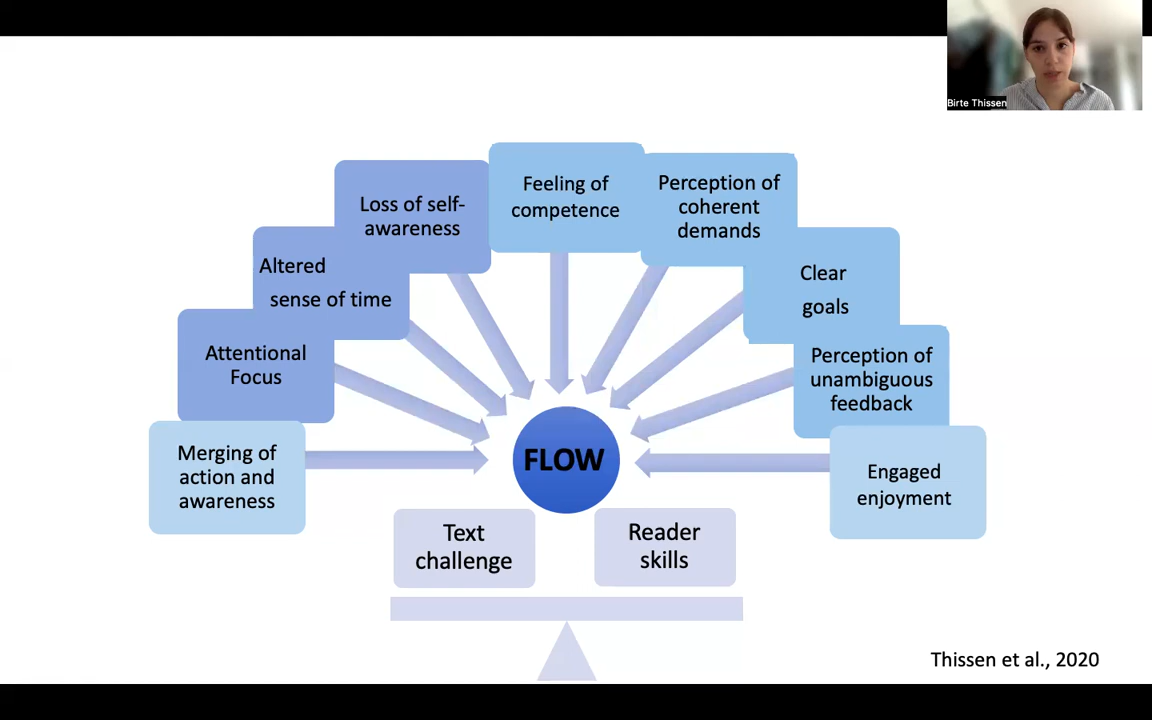 Birte Thissen
Loss of self-
awareness
Feeling of
competence
Perception of
coherent
demands
Altered
sense of time
Clear
goals
Attentional
Focus
Perception of
unambiguous
feedback
Merging of
action and
awareness
FLOW
Engaged
enjoyment
Text
challenge
Reader
skills
Thissen et al., 2020